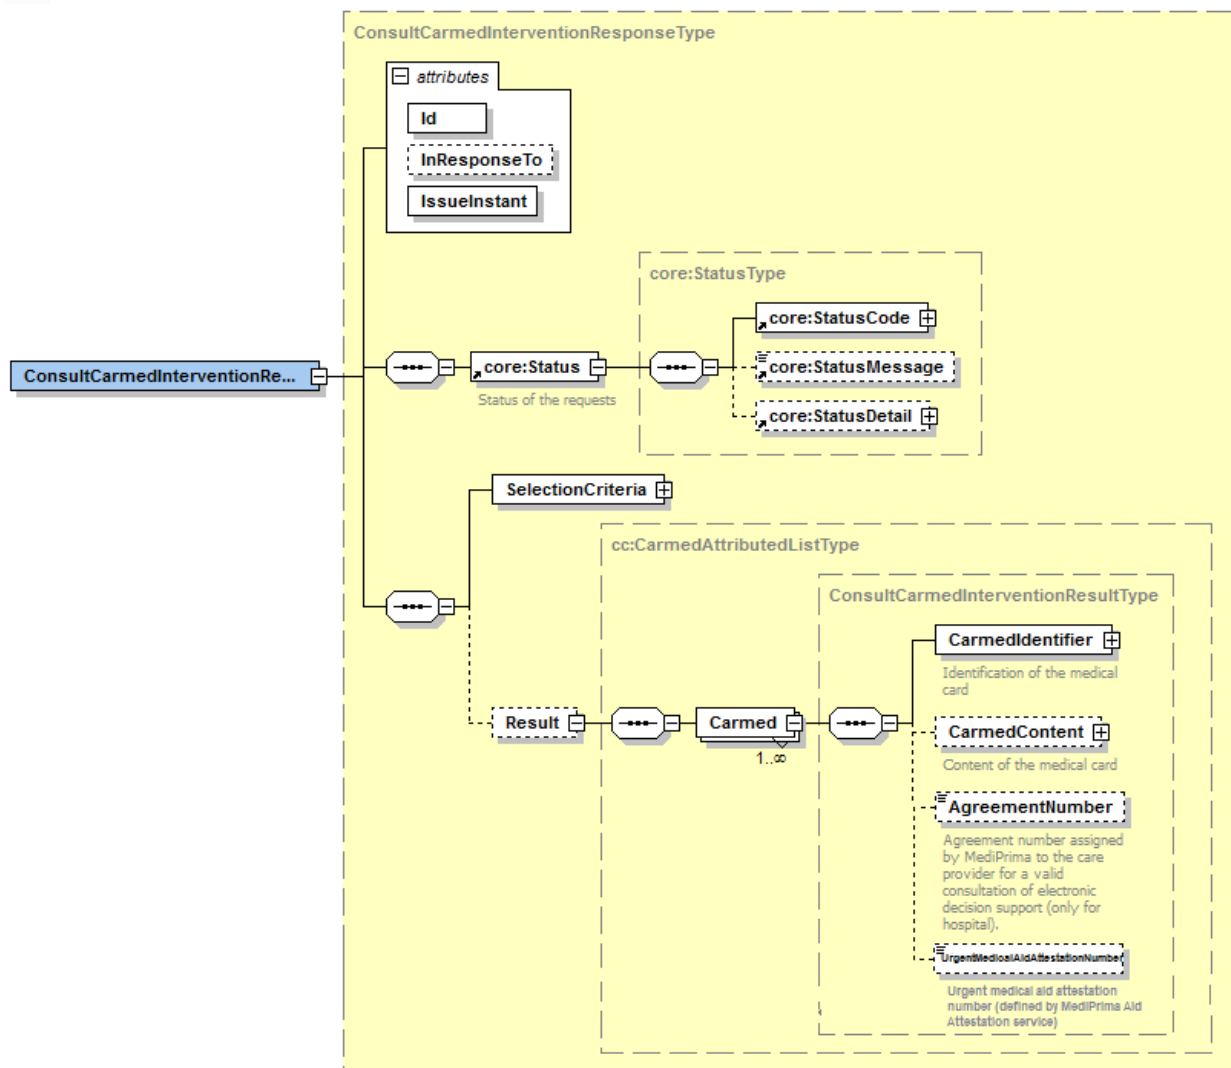 ConsultCarmedInterventionResponseType
attributes
Id
InResponseTo
IssueInstant
core:StatusType
core:StatusCode
ConsultCarmedInterventionRe...
core:Status
core:StatusMessage
Status of the requests
core:StatusDetail
SelectionCriteria
cc:CarmedAttributedListType
ConsultCarmedInterventionResultType
CarmedIdentifier
Identification of the medical
card
Result
Carmed
1..∞
CarmedContent
Content of the medical card
AgreementNumber
Agreement number assigned
by MediPrima to the care
provider for a valid
consultation of electronic
decision support (only for
hospital).
UrgentMedicalAidAttestationNumber
Urgent medical aid attestation
number (defined by MediPrima Aid
Attestation service)